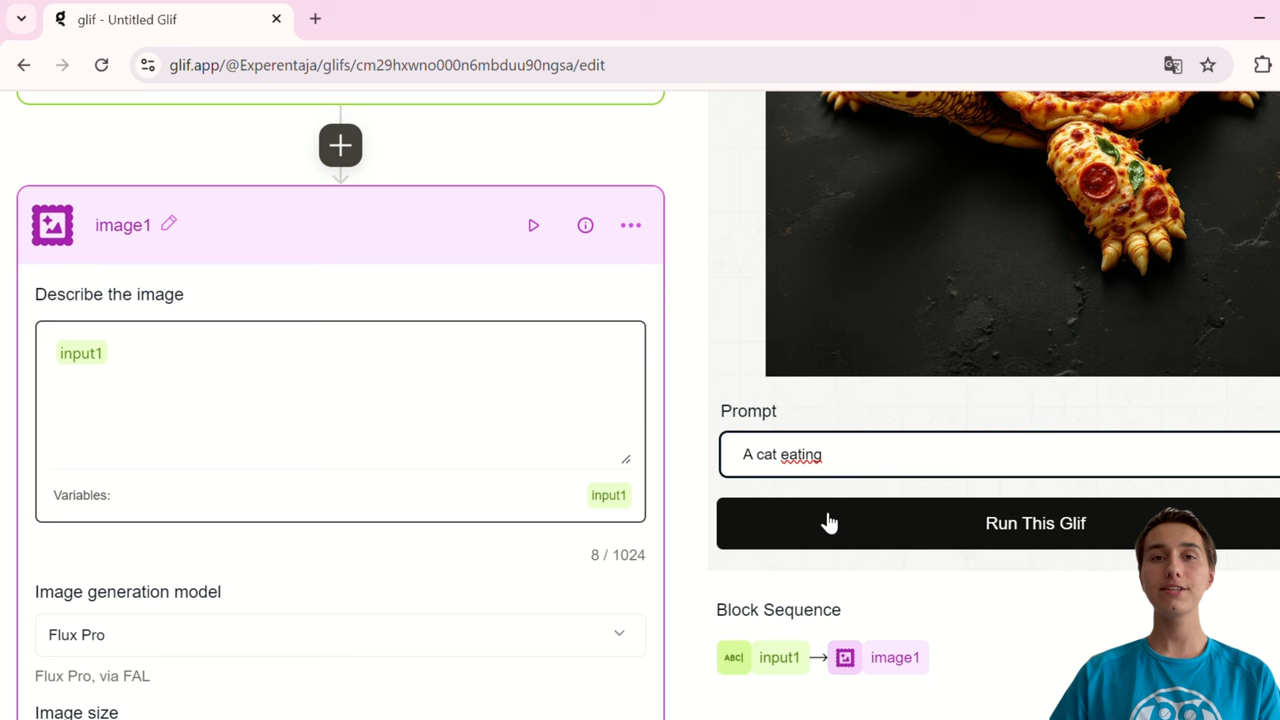 glif - Untitled Glif
glif.app/@Experentaja/glifs/cm29hxwno000n6mbduu90ngsa/edit
image1
Describe the image
input1
Variables:
input1
8 / 1024
Image generation model
Flux Pro
Flux Pro, via FAL
Image size
Prompt
A cat eating
Run This Glif
Block Sequence
ABC|
input1
image1